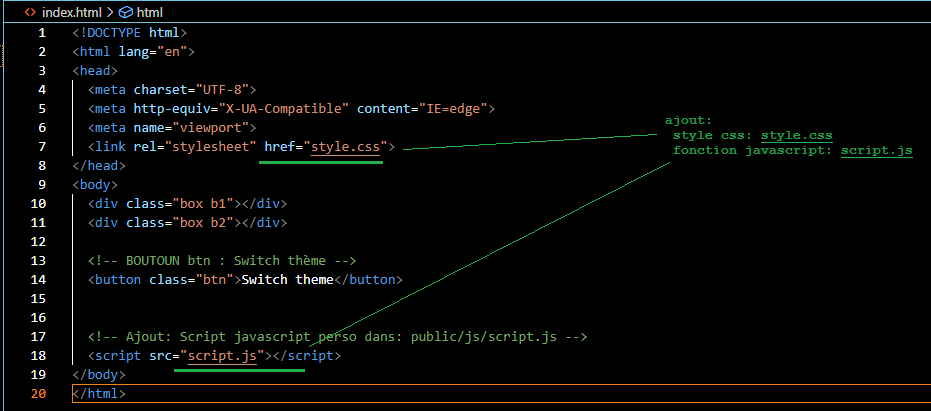 index.html > html
1 <!DOCTYPE html>
2 <html lang="en">
3 <head>
4 <meta charset="UTF-8">
5 <meta http-equiv="X-UA-Compatible" content="IE=edge">
6 <meta name="viewport">
7 <link rel="stylesheet" href="style.css">
ajout:
style css: style.css
fonction javascript: script.js
8 </head>
9 <body>
10 <div class="box b1"></div>
11 <div class="box b2"></div>
12
13 <!-- BOUTOUN btn : Switch thème -->
14 <button class="btn">Switch theme</button>
15
16
17 <!-- Ajout: Script javascript perso dans: public/js/script.js -->
18 <script src="script.js"></script>
19 </body>
20 </html>